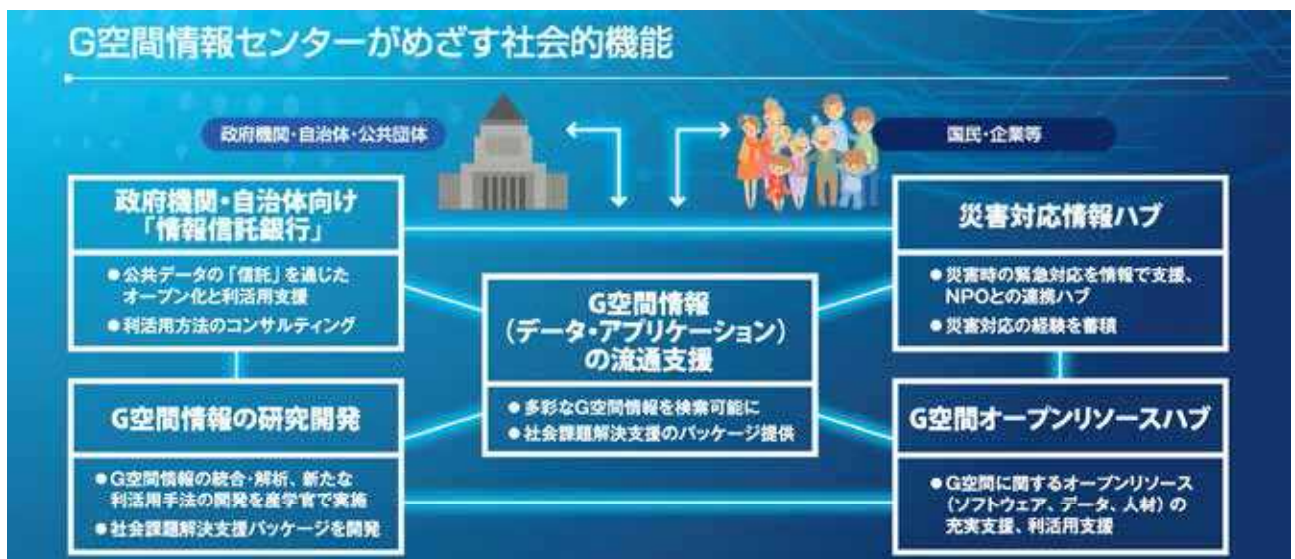 G空間情報センターがめざす社会的機能
政府機関・自治体・公共団体
国民・企業等
政府機関・自治体向け
「情報信託銀行」
●公共データの「信託」を通じた
オープン化と利活用支援
●利活用方法のコンサルティング
災害対応情報ハブ
●災害時の緊急対応を情報で支援、
NPOとの連携ハブ
●災害対応の経験を蓄積
G空間情報
(データ・アプリケーション)
の流通支援
●多彩なG空間情報を検索可能に
●社会課題解決支援のパッケージ提供
G空間情報の研究開発
●G空間情報の統合・解析、新たな
利活用手法の開発を産学官で実施
●社会課題解決支援パッケージを開発
G空間オープンリソースハブ
●G空間に関するオープンリソース
(ソフトウェア、データ、人材)の
充実支援、利活用支援